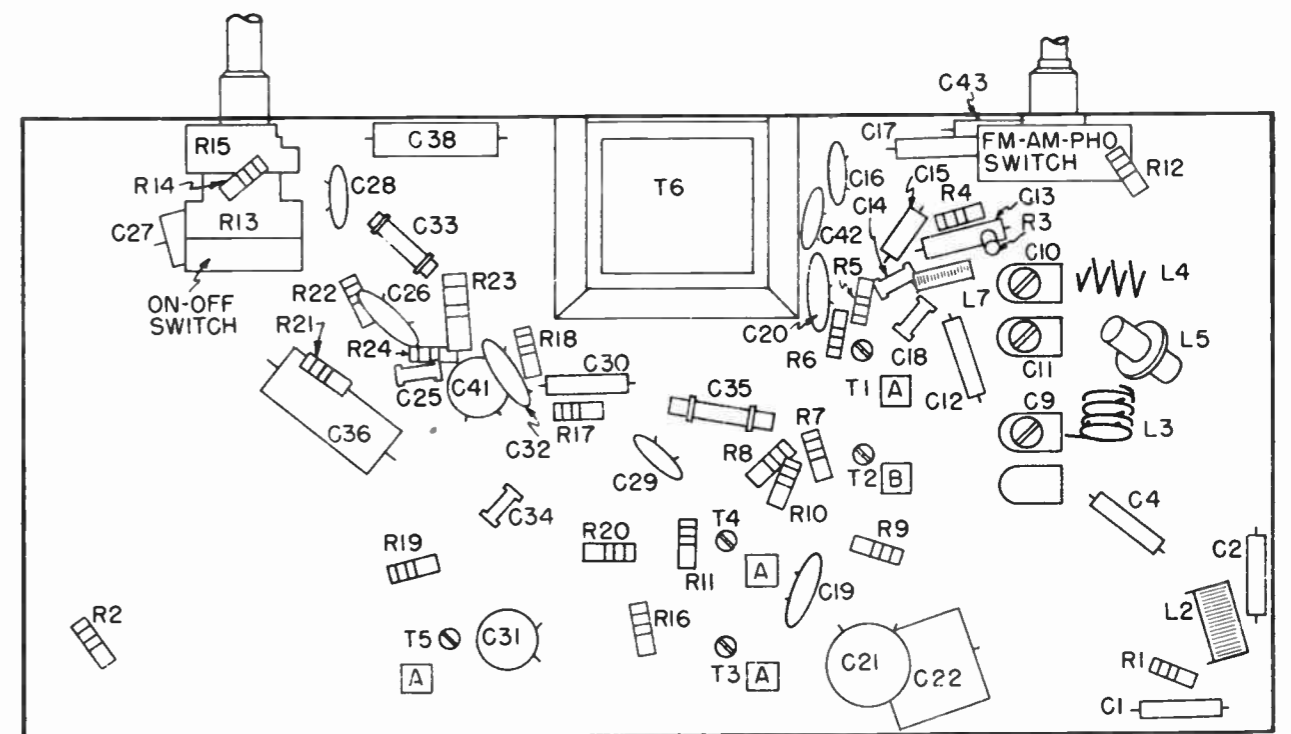 C43
C17
FM-AM-PHO
SWITCH
R12
R15
C38
T6
R14
C28
C16
C15
R4
C13
C14
R3
C27
R13
C33
C42
C10
L4
ON-OFF
SWITCH
R22
C26
R23
R5
L7
R21
R24
R18
C20
R6
C18
C11
L5
C25
C41
C30
T1
A
C12
C36
C32
R17
C35
R7
C9
L3
R8
C29
T2
B
C34
R10
C4
R19
R20
T4
R9
C2
R11
A
C19
L2
R2
R16
T5
C31
C21
C22
R1
A
T3
A
C1